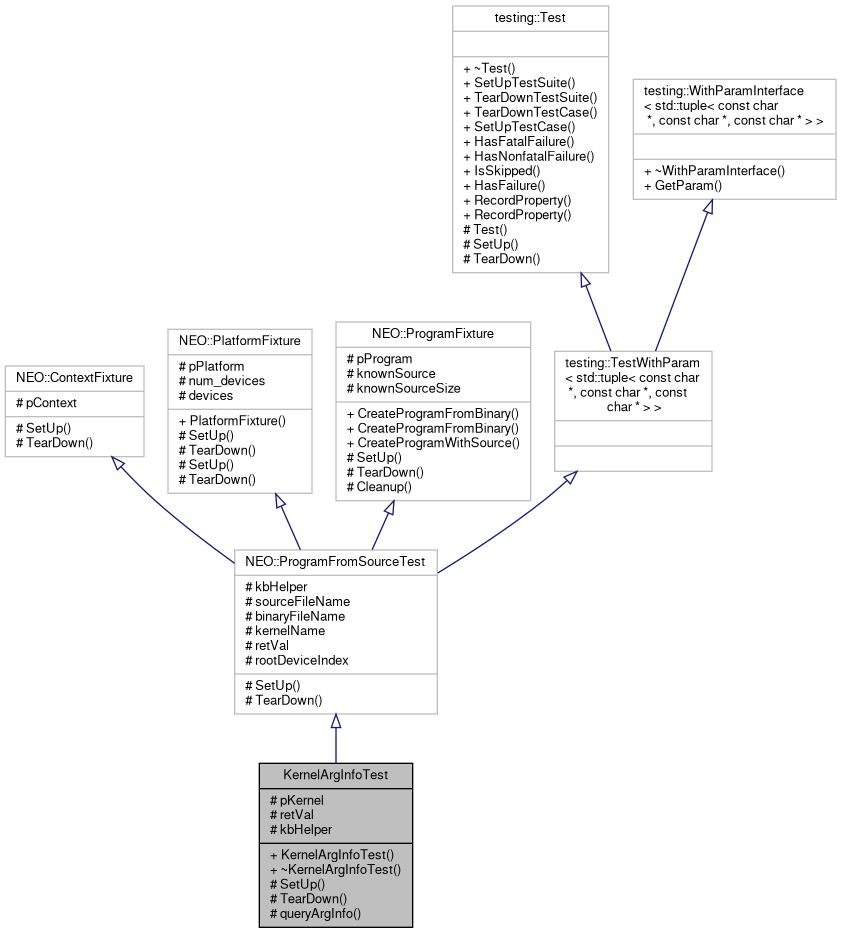 testing::Test
+ ~Test()
+ SetUpTestSuite()
+ TearDownTestSuite()
+ TearDownTestCase()
+ SetUpTestCase()
+ HasFatalFailure()
+ HasNonfatalFailure()
+ IsSkipped()
+ HasFailure()
+ RecordProperty()
+ RecordProperty()
# Test()
# SetUp()
# TearDown()
testing::WithParamInterface
< std::tuple< const char
*, const char *, const char * > >
+ ~WithParamInterface()
+ GetParam()
NEO::ContextFixture
# pContext
# SetUp()
# TearDown()
NEO::PlatformFixture
# pPlatform
# num_devices
# devices
+ PlatformFixture()
# SetUp()
# TearDown()
# SetUp()
# TearDown()
NEO::ProgramFixture
# pProgram
# knownSource
# knownSourceSize
+ CreateProgramFromBinary()
+ CreateProgramFromBinary()
+ CreateProgramWithSource()
# SetUp()
# TearDown()
# Cleanup()
testing::TestWithParam
< std::tuple< const char
*, const char *, const
char * > >
NEO::ProgramFromSourceTest
# kbHelper
# sourceFileName
# binaryFileName
# kernelName
# retVal
# rootDeviceIndex
# SetUp()
# TearDown()
KernelArgInfoTest
# pKernel
# retVal
# kbHelper
+ KernelArgInfoTest()
+ ~KernelArgInfoTest()
# SetUp()
# TearDown()
# queryArgInfo()